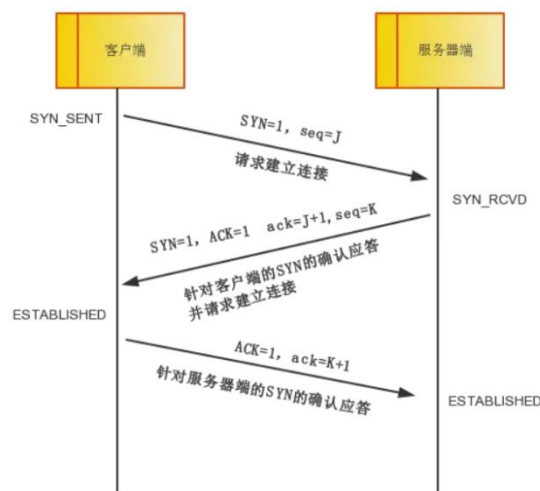 客户端
服务器端
SYN_SENT
SYN=1, seq=J
请求建立连接
SYN_RCVD
SYN=1, ACK=1 ack=J+1,seq=K
针对客户端的SYN的确认应答
并请求建立连接
ESTABLISHED
ACK=1, ack=K+1
针对服务器端的SYN的确认应答
ESTABLISHED